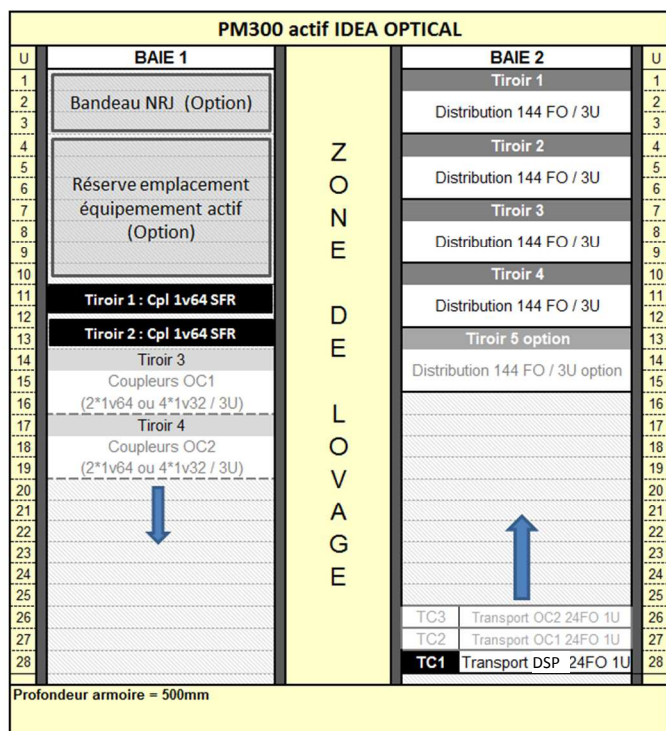 PM300 actif IDEA OPTICAL
U
BAIE 1
BAIE 2
U
1
2
3
4
5
6
7
8
9
10
11
12
13
14
15
16
17
18
19
20
21
22
23
24
25
26
27
28
Bandeau NRJ (Option)
Réserve emplacement
équipemement actif
(Option)
Tiroir 1 : Cpl 1v64 SFR
Tiroir 2 : Cpl 1v64 SFR
Tiroir 3
Coupleurs OC1
(2*1v64 ou 4*1v32 / 3U)
Tiroir 4
Coupleurs OC2
(2*1v64 ou 4*1v32 / 3U)
Z
O
N
E
D
E
L
O
V
A
G
E
Tiroir 1
Distribution 144 FO / 3U
Tiroir 2
Distribution 144 FO / 3U
Tiroir 3
Distribution 144 FO / 3U
Tiroir 4
Distribution 144 FO / 3U
Tiroir 5 option
Distribution 144 FO / 3U option
TC3 Transport OC2 24FO 1U
TC2 Transport OC1 24FO 1U
TC1 Transport DSP 24FO 1U
1
2
3
4
5
6
7
8
9
10
11
12
13
14
15
16
17
18
19
20
21
22
23
24
25
26
27
28
Profondeur armoire = 500mm